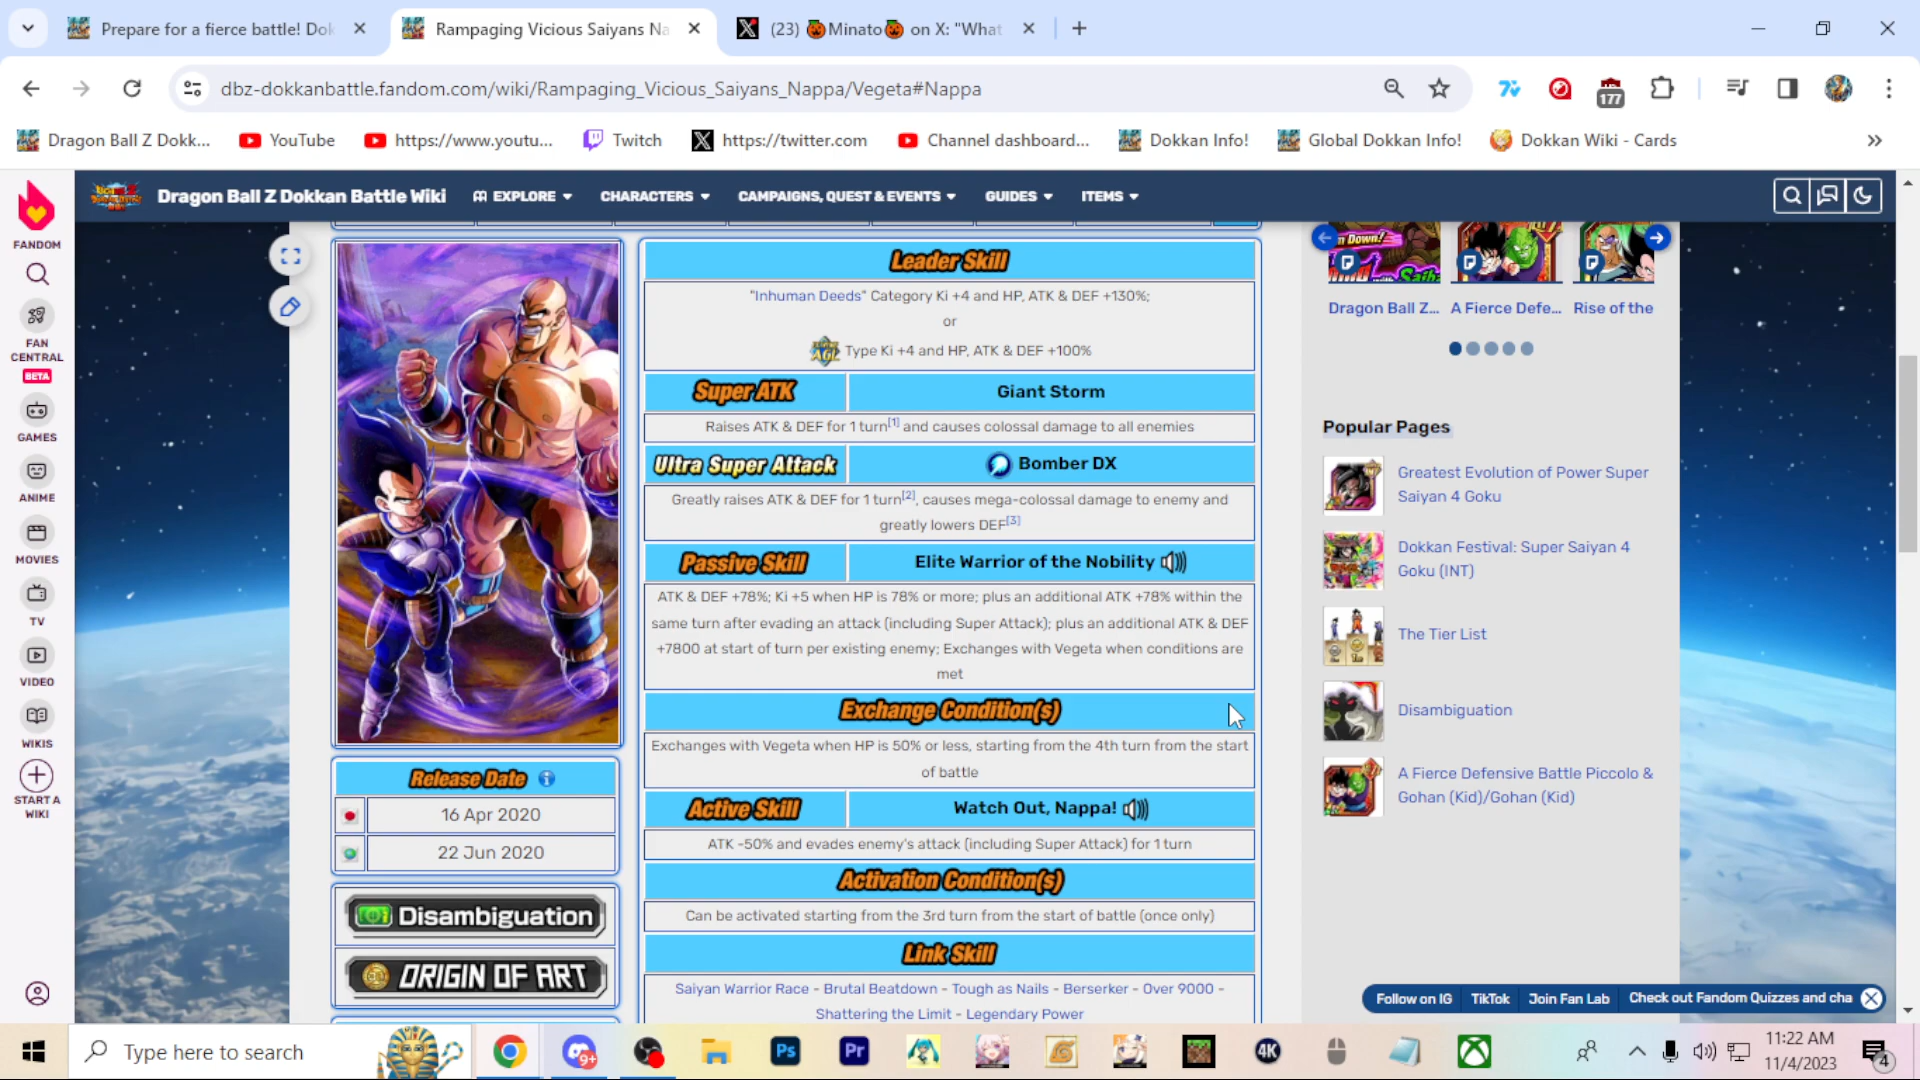 Prepare for a fierce battle! Dok
Rampaging Vicious Saiyans Na
(23) 🎃Minato🎃 on X: "What
dbz-dokkanbattle.fandom.com/wiki/Rampaging_Vicious_Saiyans_Nappa/Vegeta#Nappa
177
Dragon Ball Z Dokk...
YouTube
https://www.youtu...
Twitch
https://twitter.com
Channel dashboard...
Dokkan Info!
Global Dokkan Info!
Dokkan Wiki - Cards
Dragon Ball Z Dokkan Battle Wiki
EXPLORE
CHARACTERS
CAMPAIGNS, QUEST & EVENTS
GUIDES
ITEMS
FANDOM
FAN CENTRAL
BETA
GAMES
ANIME
MOVIES
TV
VIDEO
WIKIS
START A WIKI
Leader Skill
"Inhuman Deeds" Category Ki +4 and HP, ATK & DEF +130%;
or
AGL Type Ki +4 and HP, ATK & DEF +100%
Super ATK
Giant Storm
Raises ATK & DEF for 1 turn[1] and causes colossal damage to all enemies
Ultra Super Attack
Bomber DX
Greatly raises ATK & DEF for 1 turn[2], causes mega-colossal damage to enemy and
greatly lowers DEF[3]
Passive Skill
Elite Warrior of the Nobility
ATK & DEF +78%; Ki +5 when HP is 78% or more; plus an additional ATK +78% within the
same turn after evading an attack (including Super Attack); plus an additional ATK & DEF
+7800 at start of turn per existing enemy; Exchanges with Vegeta when conditions are
met
Exchange Condition(s)
Exchanges with Vegeta when HP is 50% or less, starting from the 4th turn from the start
of battle
Active Skill
Watch Out, Nappa!
ATK -50% and evades enemy's attack (including Super Attack) for 1 turn
Activation Condition(s)
Can be activated starting from the 3rd turn from the start of battle (once only)
Link Skill
Saiyan Warrior Race - Brutal Beatdown - Tough as Nails - Berserker - Over 9000 -
Shattering the Limit - Legendary Power
Release Date
16 Apr 2020
22 Jun 2020
Disambiguation
ORIGIN OF ART
Dragon Ball Z...
A Fierce Defe...
Rise of the
Popular Pages
Greatest Evolution of Power Super
Saiyan 4 Goku
Dokkan Festival: Super Saiyan 4
Goku (INT)
The Tier List
Disambiguation
A Fierce Defensive Battle Piccolo &
Gohan (Kid)/Gohan (Kid)
Follow on IG
TikTok
Join Fan Lab
Check out Fandom Quizzes and cha
Type here to search
9+
Ps
Pr
4K
11:22 AM
11/4/2023
4